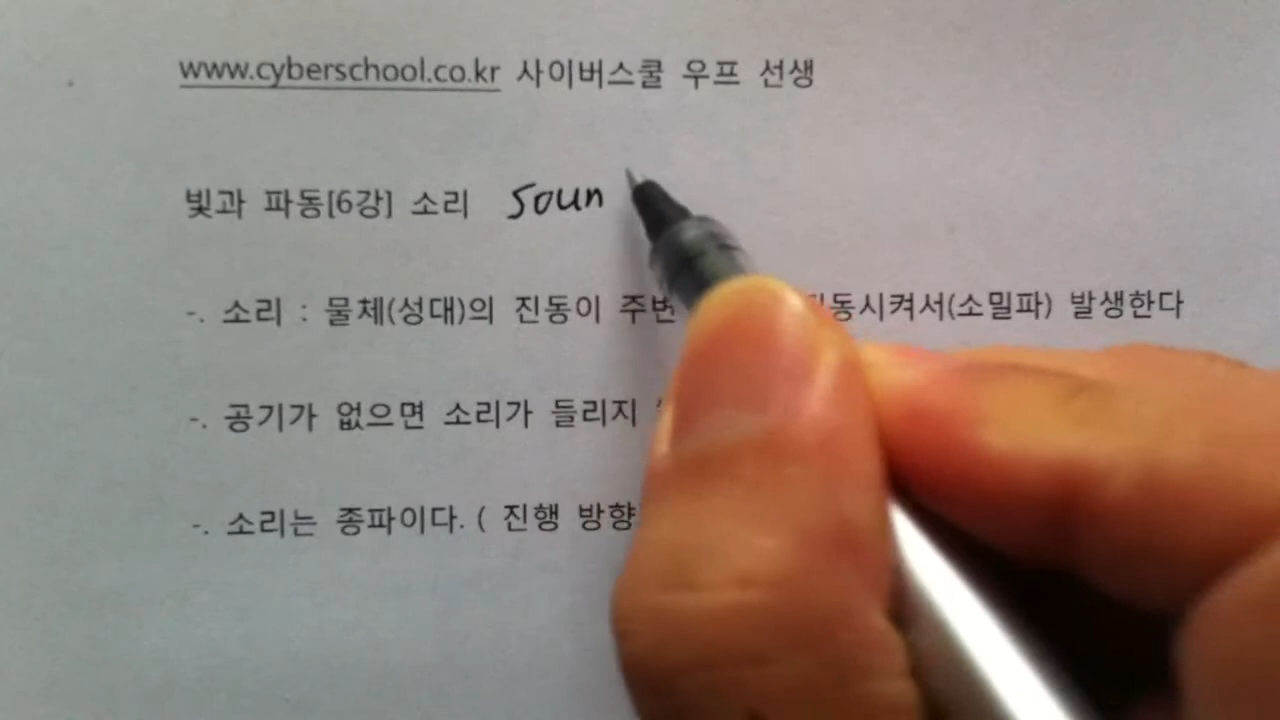 www.cyberschool.co.kr 사이버스쿨 우프 선생
빛과 파동[6강] 소리 soun
-. 소리 : 물체(성대)의 진동이 주변 진동시켜서(소밀파) 발생한다
-. 공기가 없으면 소리가 들리지
-. 소리는 종파이다. ( 진행 방향